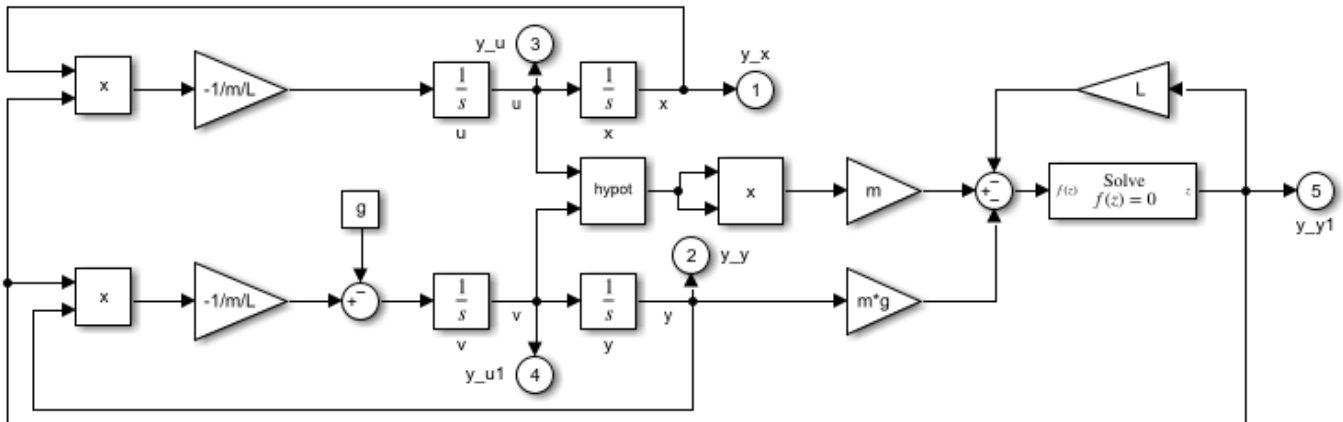 y_u
3
y_x
x
-1/m/L
1
s
u
u
1
s
x
x
1
L
hypot
x
m
+
−
−
f(z)
Solve
f(z) = 0
z
5
y_y1
g
2
y_y
x
-1/m/L
+
−
1
s
v
v
1
s
y
y
m*g
y_u1
4